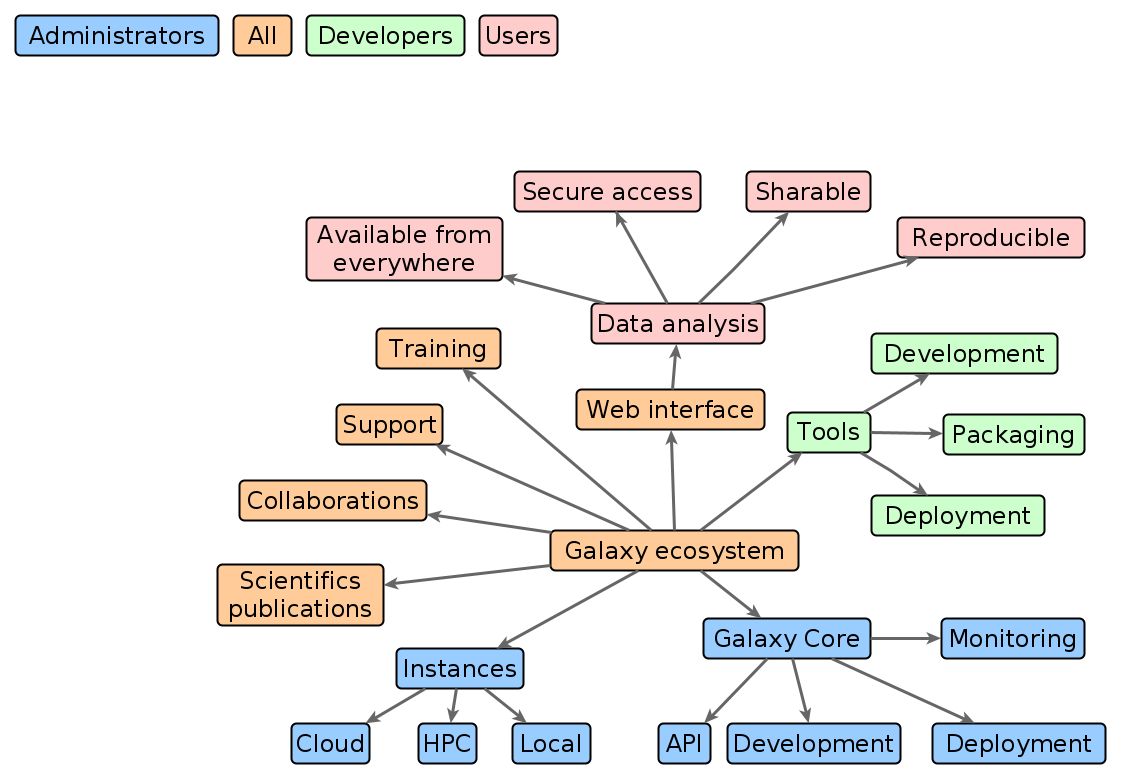 Administrators
All
Developers
Users
Secure access
Sharable
Available from
everywhere
Reproducible
Data analysis
Training
Development
Web interface
Support
Tools
Packaging
Collaborations
Deployment
Galaxy ecosystem
Scientifics
publications
Galaxy Core
Monitoring
Instances
Cloud
HPC
Local
API
Development
Deployment